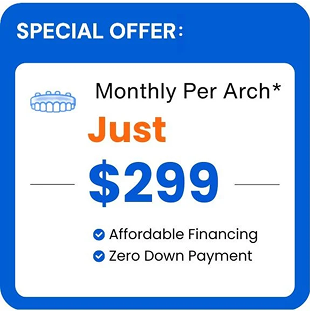 SPECIAL OFFER:
Monthly Per Arch*
Just
$299
Affordable Financing
Zero Down Payment